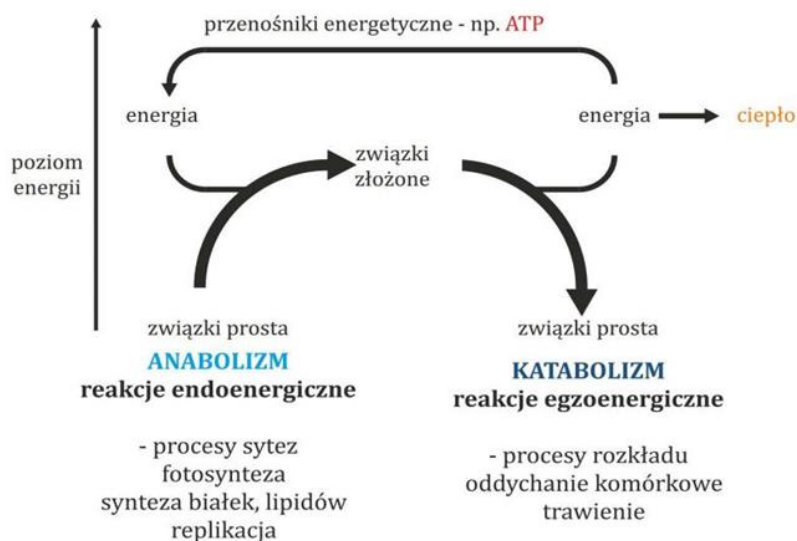 przenośniki energetyczne - np. ATP
energia
energia
ciepło
poziom
energii
związki
złożone
związki prosta
ANABOLIZM
reakcje endoenergiczne
- procesy sytez
fotosynteza
synteza białek, lipidów
replikacja
związki prosta
KATABOLIZM
reakcje egzoenergiczne
- procesy rozkładu
oddychanie komórkowe
trawienie